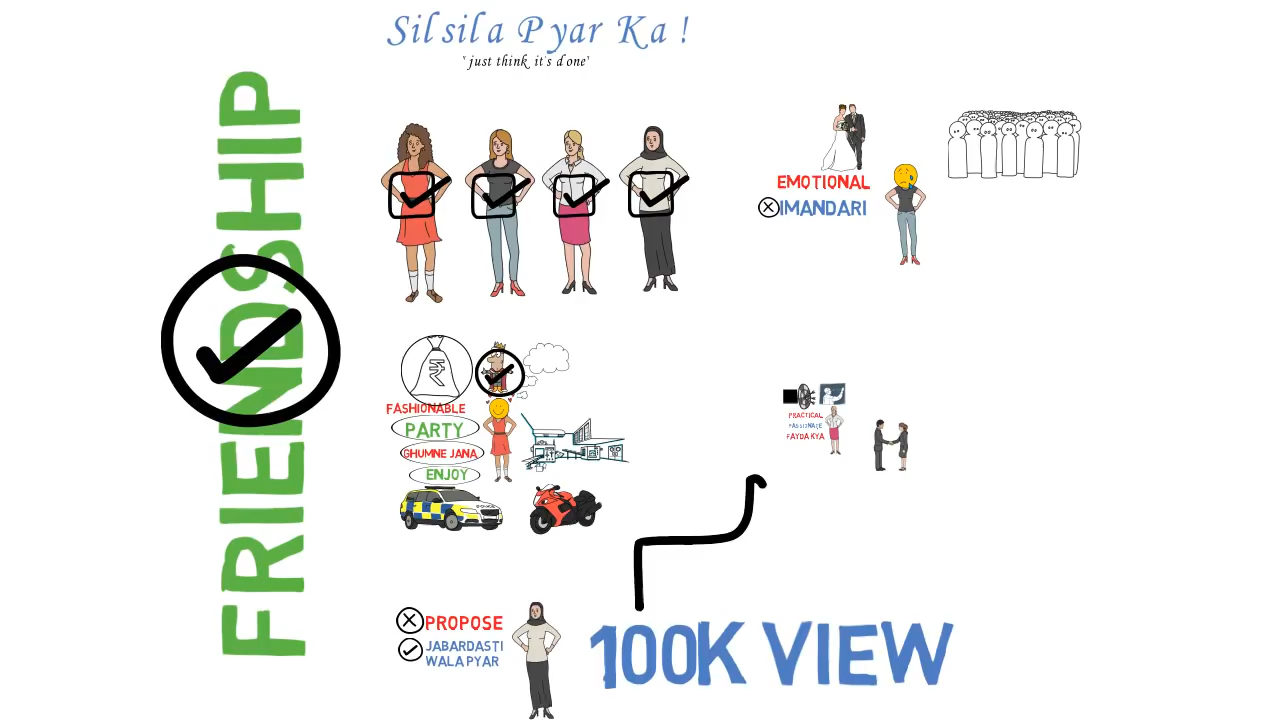 Silsila Pyar Ka !
"just think it's done"
FRIENDSHIP
EMOTIONAL
IMANDARI
₹
FASHIONABLE
PARTY
GHUMNE JANA
ENJOY
PRACTICAL
PASSIONATE
FAYDA KYA
PROPOSE
JABARDASTI
WALA PYAR
100K VIEW